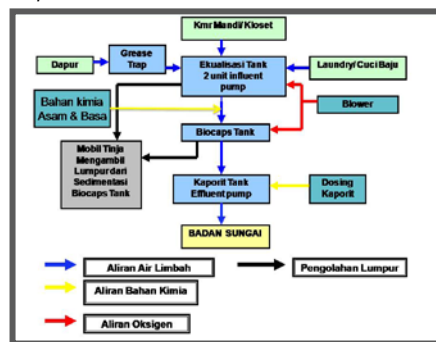 Kmr Mandi/Kloset
Grease
Trap
Dapur
Ekualisasi Tank
2 unit influent
pump
Laundry/Cuci Baju
Bahan kimia
Asam & Basa
Blower
Biocaps Tank
Mobil Tinja
Mengambil
Lumpur dari
Sedimentasi
Biocaps Tank
Kaporit Tank
Effluent pump
Dosing
Kaporit
BADAN SUNGAI
Aliran Air Limbah
Pengolahan Lumpur
Aliran Bahan Kimia
Aliran Oksigen